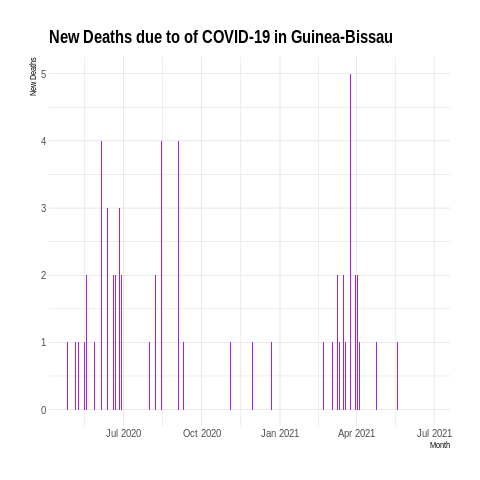 New Deaths due to of COVID-19 in Guinea-Bissau
New Deaths
5
4
3
2
1
0
Jul 2020 Oct 2020 Jan 2021 Apr 2021 Jul 2021
Month